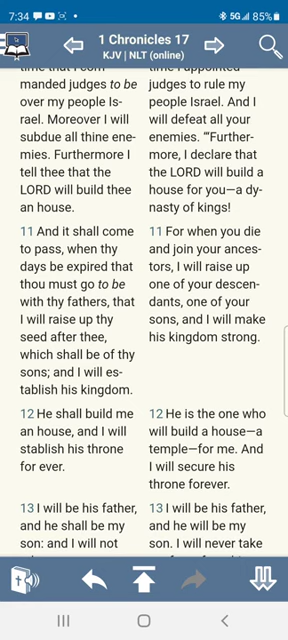 7:34
5G 85%
1 Chronicles 17
KJV | NLT (online)
manded judges to be
over my people Is-
rael. Moreover I will
subdue all thine ene-
mies. Furthermore I
tell thee that the
LORD will build thee
an house.
11 And it shall come
to pass, when thy
days be expired that
thou must go to be
with thy fathers, that
I will raise up thy
seed after thee,
which shall be of thy
sons; and I will es-
tablish his kingdom.
12 He shall build me
an house, and I will
stablish his throne
for ever.
13 I will be his father,
and he shall be my
son: and I will not
time I appointed
judges to rule my
people Israel. And I
will defeat all your
enemies. “‘Further-
more, I declare that
the LORD will build a
house for you—a dy-
nasty of kings!
11 For when you die
and join your ances-
tors, I will raise up
one of your descen-
dants, one of your
sons, and I will make
his kingdom strong.
12 He is the one who
will build a house—a
temple—for me. And
I will secure his
throne forever.
13 I will be his father,
and he will be my
son. I will never take